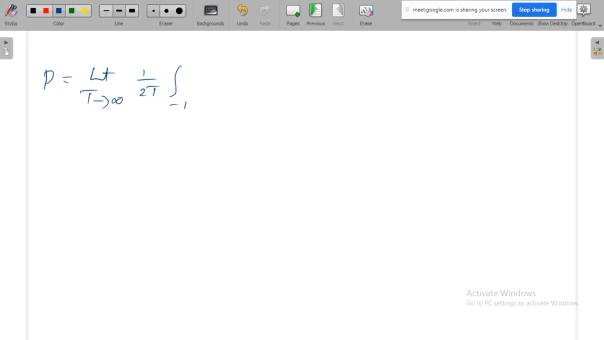 meet.google.com is sharing your screen
Stop sharing
Hide
Stylus
Color
Line
Eraser
Backgrounds
Undo
Redo
Pages
Previous
Next
Erase
Board
Web
Documents
Show Desktop
OpenBoard
P = Lt 1/2T ∫
T→∞ -1
Activate Windows
Go to PC settings to activate Windows.